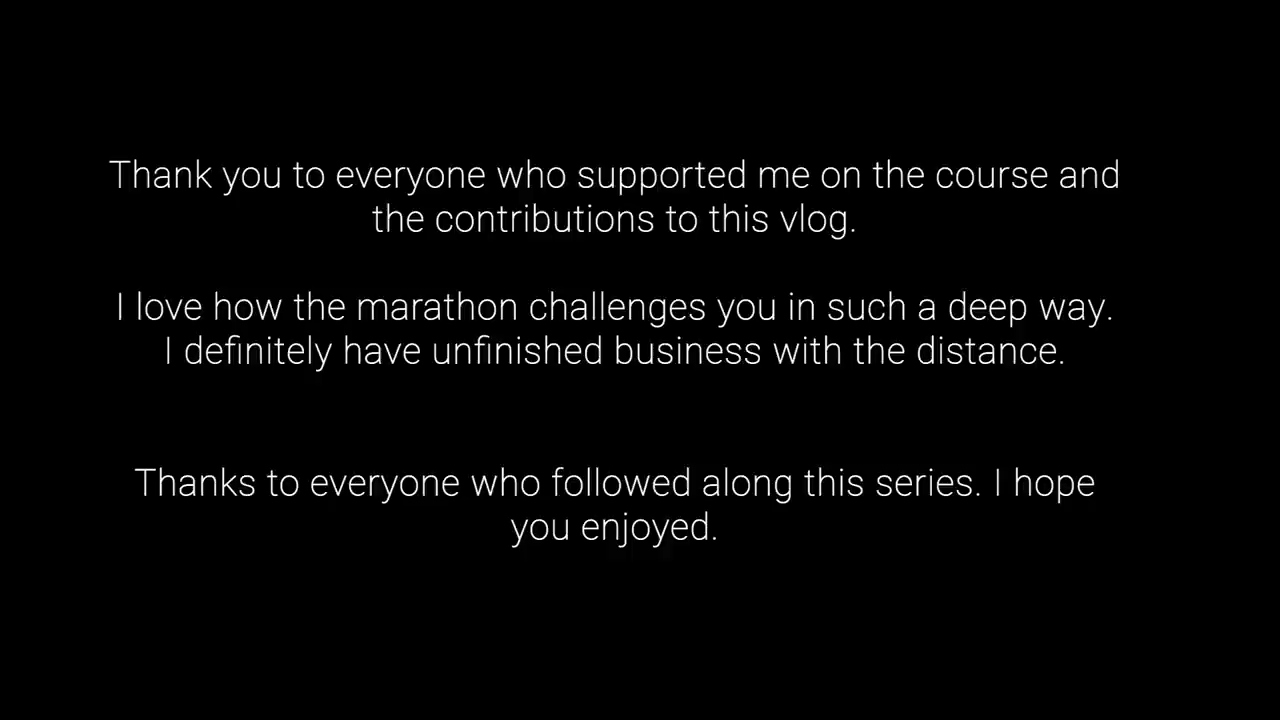 Thank you to everyone who supported me on the course and
the contributions to this vlog.
I love how the marathon challenges you in such a deep way.
I definitely have unfinished business with the distance.
Thanks to everyone who followed along this series. I hope
you enjoyed.